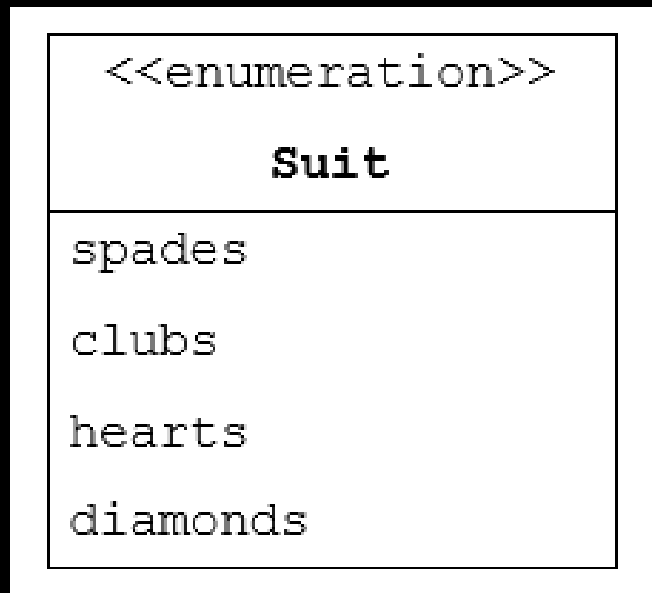 <<enumeration>>
Suit
spades
clubs
hearts
diamonds